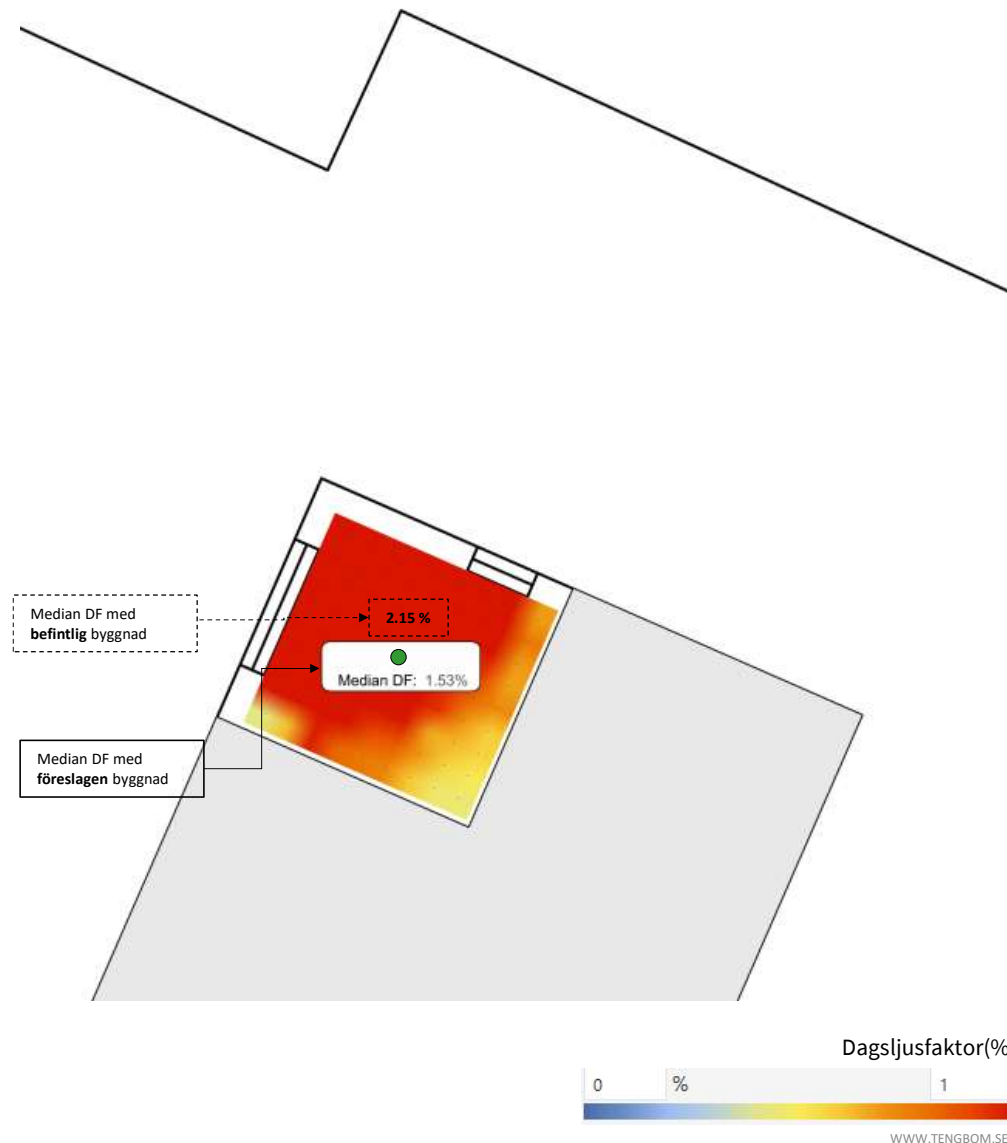 Median DF med
befintlig byggnad
2.15 %
Median DF: 1.53%
Median DF med
föreslagen byggnad
Dagsljusfaktor(%
0 % 1
WWW.TENGBOM.SE